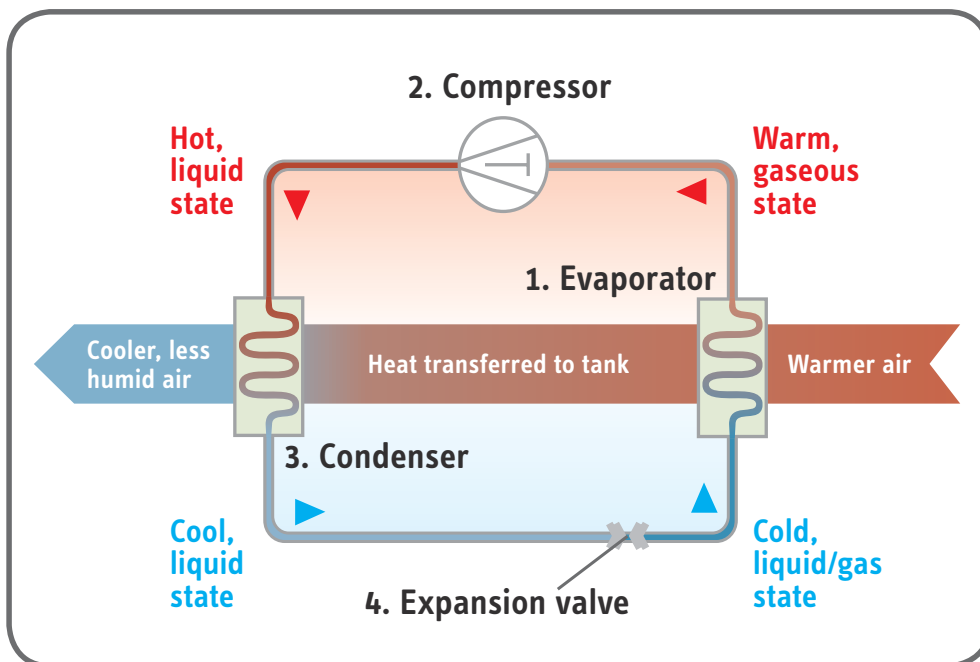 2. Compressor
Hot,
liquid
state
Warm,
gaseous
state
1. Evaporator
Cooler, less
humid air
Heat transferred to tank
Warmer air
3. Condenser
Cool,
liquid
state
Cold,
liquid/gas
state
4. Expansion valve